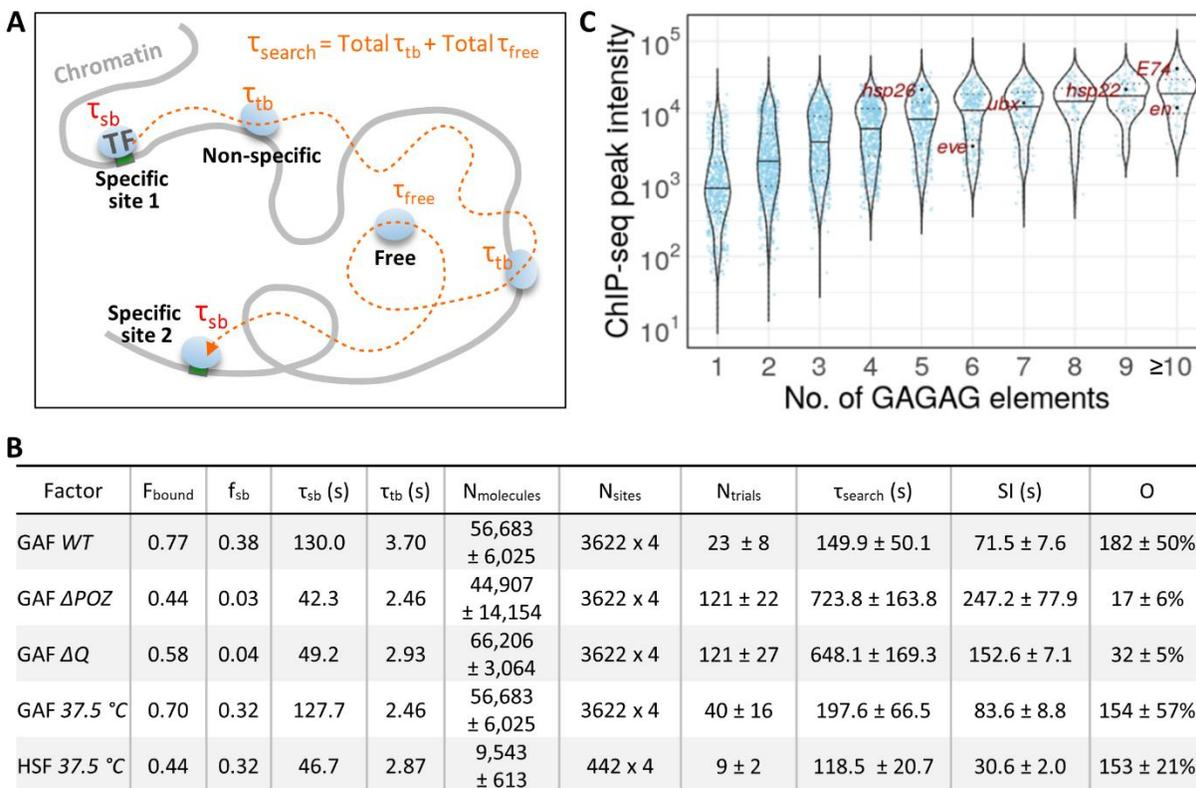 A
τsearch = Total τtb + Total τfree
Chromatin
τsb
TF
Specific
site 1
τtb
Non-specific
τfree
Free
τtb
Specific
site 2
τsb
C
ChIP-seq peak intensity
10⁵
10⁴
10³
10²
10¹
hsp26
eve
ubx
hsp22
E74
en
1 2 3 4 5 6 7 8 9 ≥10
No. of GAGAG elements
B
Factor Fbound fsb τsb (s) τtb (s) Nmolecules Nsites Ntrials τsearch (s) SI (s) O
GAF WT 0.77 0.38 130.0 3.70 56,683 ± 6,025 3622 x 4 23 ± 8 149.9 ± 50.1 71.5 ± 7.6 182 ± 50%
GAF ΔPOZ 0.44 0.03 42.3 2.46 44,907 ± 14,154 3622 x 4 121 ± 22 723.8 ± 163.8 247.2 ± 77.9 17 ± 6%
GAF ΔQ 0.58 0.04 49.2 2.93 66,206 ± 3,064 3622 x 4 121 ± 27 648.1 ± 169.3 152.6 ± 7.1 32 ± 5%
GAF 37.5 °C 0.70 0.32 127.7 2.46 56,683 ± 6,025 3622 x 4 40 ± 16 197.6 ± 66.5 83.6 ± 8.8 154 ± 57%
HSF 37.5 °C 0.44 0.32 46.7 2.87 9,543 ± 613 442 x 4 9 ± 2 118.5 ± 20.7 30.6 ± 2.0 153 ± 21%